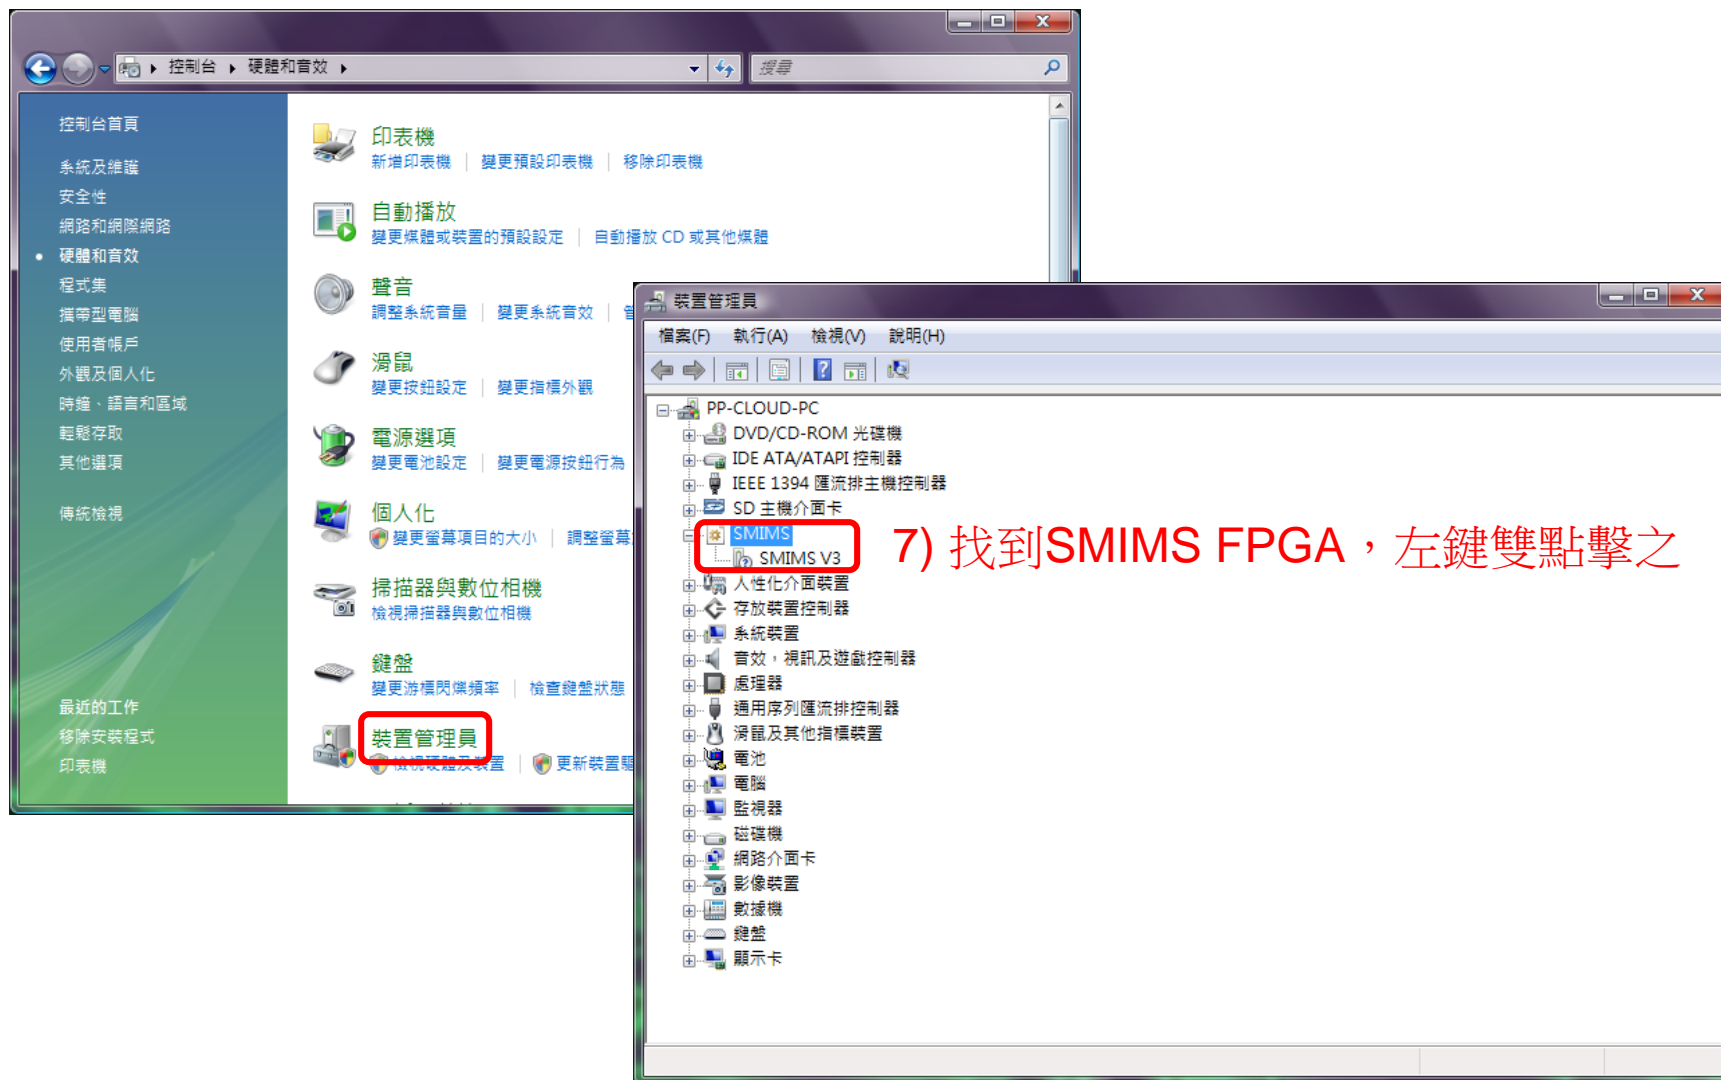 控制台 ▸ 硬體和音效 ▸
搜尋
控制台首頁
系統及維護
安全性
網路和網際網路
• 硬體和音效
程式集
攜帶型電腦
使用者帳戶
外觀及個人化
時鐘、語言和區域
輕鬆存取
其他選項
傳統檢視
最近的工作
移除安裝程式
印表機
印表機
新增印表機 | 變更預設印表機 | 移除印表機
自動播放
變更媒體或裝置的預設設定 | 自動播放 CD 或其他媒體
聲音
調整系統音量 | 變更系統音效
滑鼠
變更按鈕設定 | 變更指標外觀
電源選項
變更電池設定 | 變更電源按鈕行為
個人化
變更螢幕項目的大小 | 調整螢幕
掃描器與數位相機
檢視掃描器與數位相機
鍵盤
變更游標閃爍頻率 | 檢查鍵盤狀態
裝置管理員
檢視硬體及裝置 | 更新裝置驅
裝置管理員
檔案(F) 執行(A) 檢視(V) 說明(H)
PP-CLOUD-PC
DVD/CD-ROM 光碟機
IDE ATA/ATAPI 控制器
IEEE 1394 匯流排主機控制器
SD 主機介面卡
SMIMS
SMIMS V3
7) 找到SMIMS FPGA，左鍵雙點擊之
人性化介面裝置
存放裝置控制器
系統裝置
音效，視訊及遊戲控制器
處理器
通用序列匯流排控制器
滑鼠及其他指標裝置
電池
電腦
監視器
磁碟機
網路介面卡
影像裝置
數據機
鍵盤
顯示卡